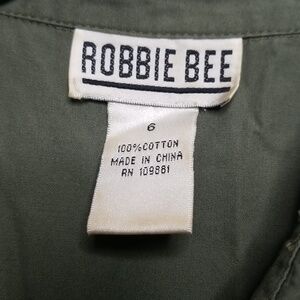 ROBBIE BEE
6
100%COTTON
MADE IN CHINA
RN 109881